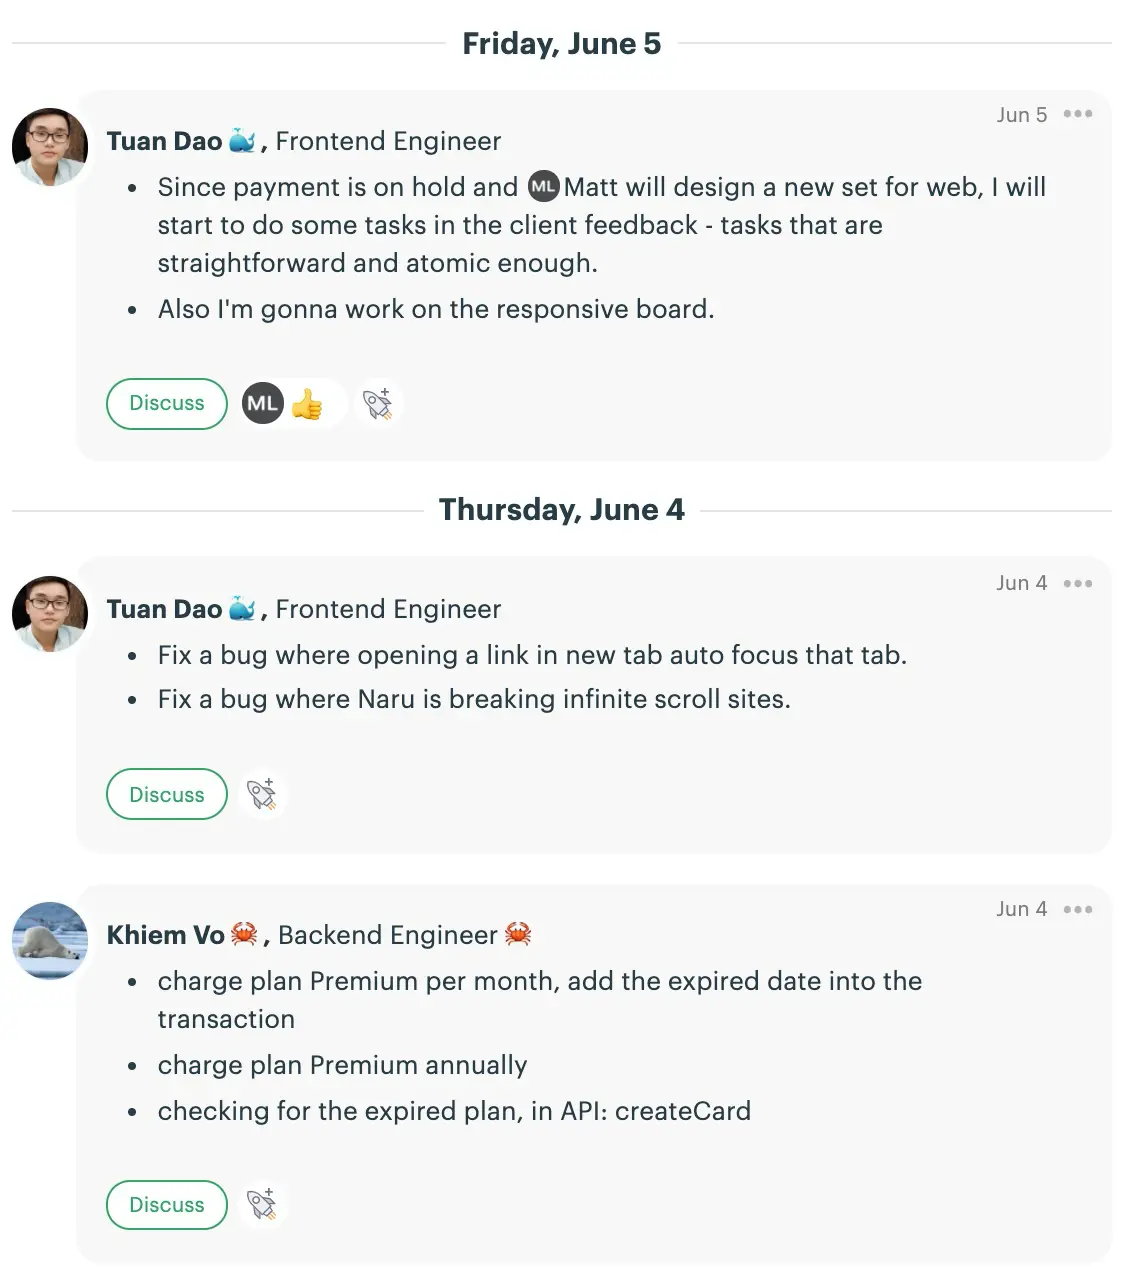 Friday, June 5
Jun 5
Tuan Dao 🐳, Frontend Engineer
• Since payment is on hold and ML Matt will design a new set for web, I will
start to do some tasks in the client feedback - tasks that are
straightforward and atomic enough.
• Also I'm gonna work on the responsive board.
Discuss ML 👍
Thursday, June 4
Jun 4
Tuan Dao 🐳, Frontend Engineer
• Fix a bug where opening a link in new tab auto focus that tab.
• Fix a bug where Naru is breaking infinite scroll sites.
Discuss
Jun 4
Khiem Vo 🦀, Backend Engineer 🦀
• charge plan Premium per month, add the expired date into the
transaction
• charge plan Premium annually
• checking for the expired plan, in API: createCard
Discuss